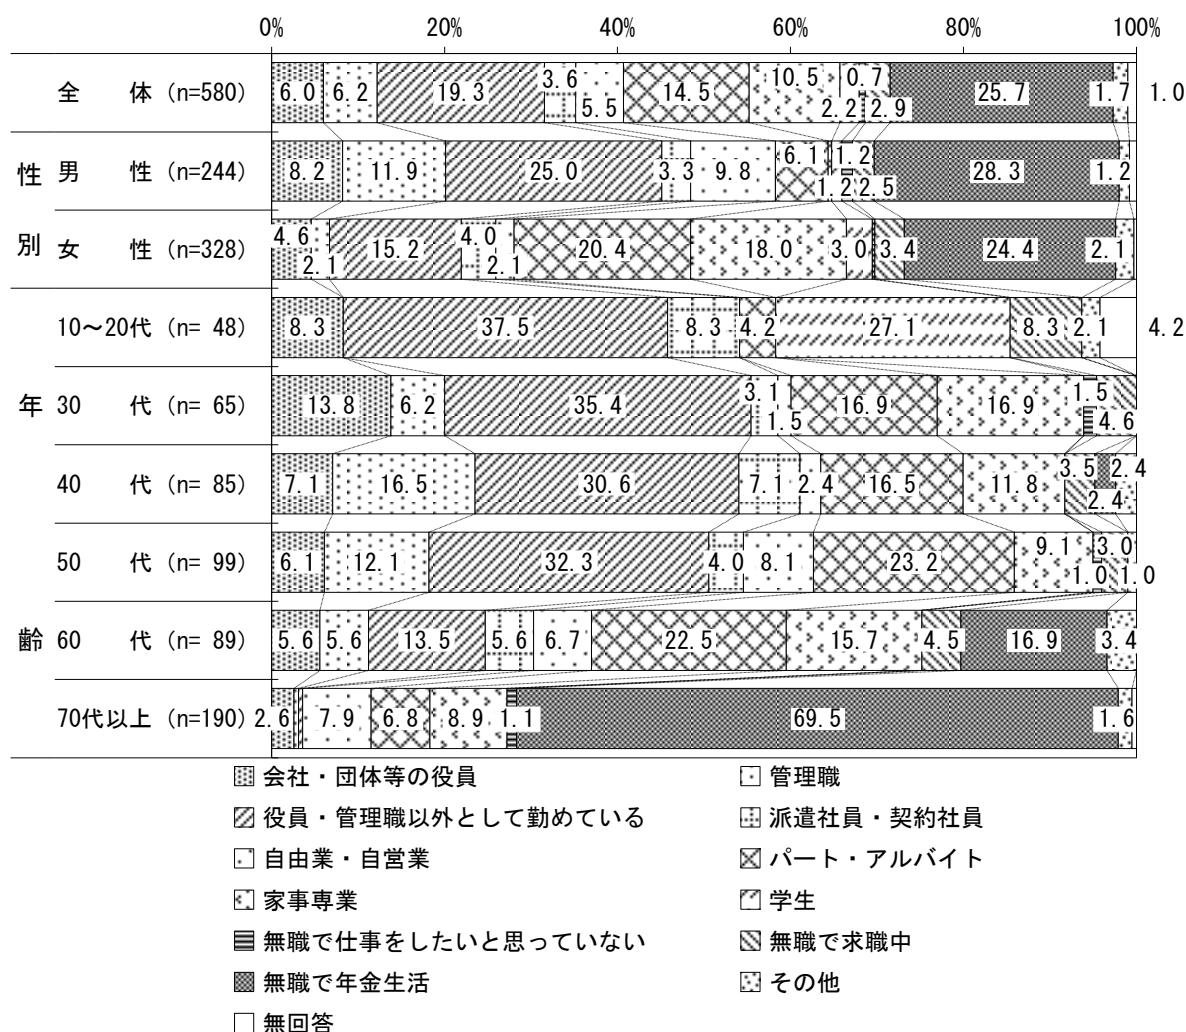 0% 20% 40% 60% 80% 100%
全 体 (n=580) 6.0 6.2 19.3 3.6 5.5 14.5 10.5 2.2 0.7 2.9 25.7 1.7 1.0
性 男 性 (n=244) 8.2 11.9 25.0 3.3 9.8 6.1 1.2 1.2 2.5 28.3 1.2
別 女 性 (n=328) 4.6 2.1 15.2 4.0 2.1 20.4 18.0 3.0 3.4 24.4 2.1
10～20代 (n= 48) 8.3 37.5 8.3 4.2 27.1 8.3 2.1 4.2
年 30 代 (n= 65) 13.8 6.2 35.4 3.1 1.5 16.9 16.9 1.5 4.6
40 代 (n= 85) 7.1 16.5 30.6 7.1 2.4 16.5 11.8 3.5 2.4 2.4
50 代 (n= 99) 6.1 12.1 32.3 4.0 8.1 23.2 9.1 1.0 3.0 1.0
齢 60 代 (n= 89) 5.6 5.6 13.5 5.6 6.7 22.5 15.7 4.5 16.9 3.4
70代以上 (n=190) 2.6 7.9 6.8 8.9 1.1 69.5 1.6
会社・団体等の役員 管理職
役員・管理職以外として勤めている 派遣社員・契約社員
自由業・自営業 パート・アルバイト
家事専業 学生
無職で仕事をしたいと思っていない 無職で求職中
無職で年金生活 その他
無回答